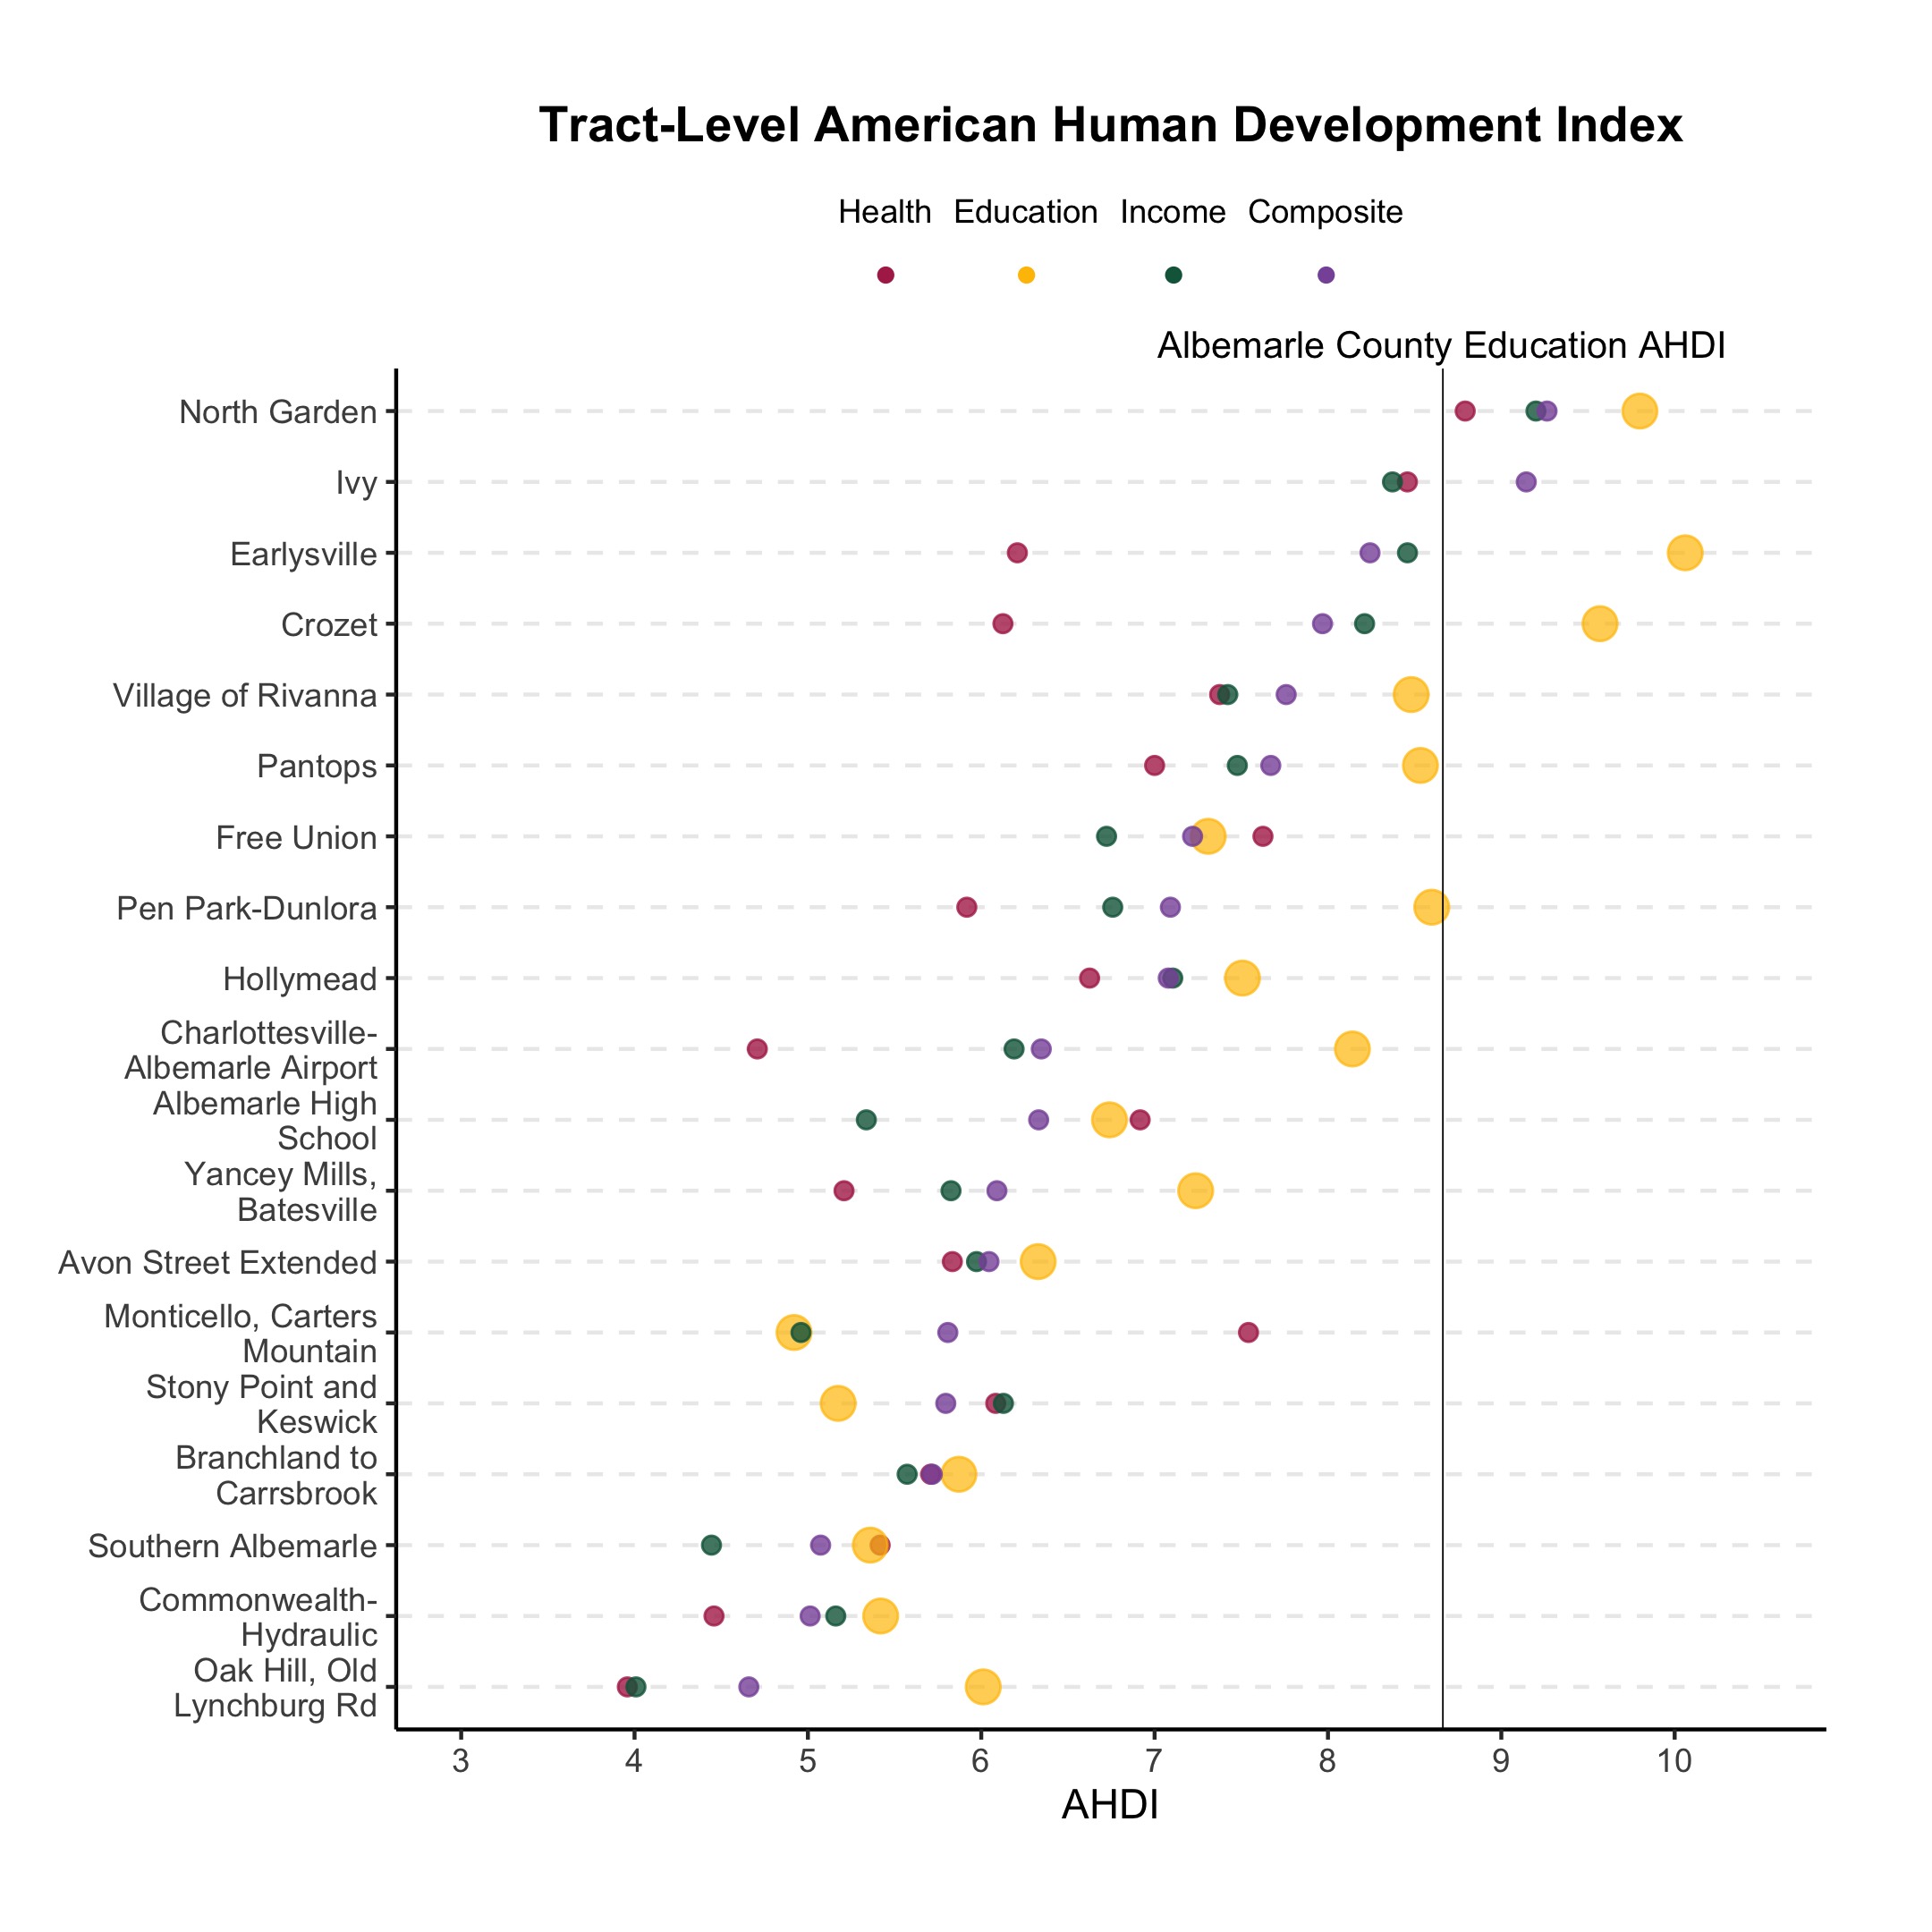 Tract-Level American Human Development Index
Health Education Income Composite
Albemarle County Education AHDI
North Garden
Ivy
Earlysville
Crozet
Village of Rivanna
Pantops
Free Union
Pen Park-Dunlora
Hollymead
Charlottesville-
Albemarle Airport
Albemarle High
School
Yancey Mills,
Batesville
Avon Street Extended
Monticello, Carters
Mountain
Stony Point and
Keswick
Branchland to
Carrsbrook
Southern Albemarle
Commonwealth-
Hydraulic
Oak Hill, Old
Lynchburg Rd
3 4 5 6 7 8 9 10
AHDI